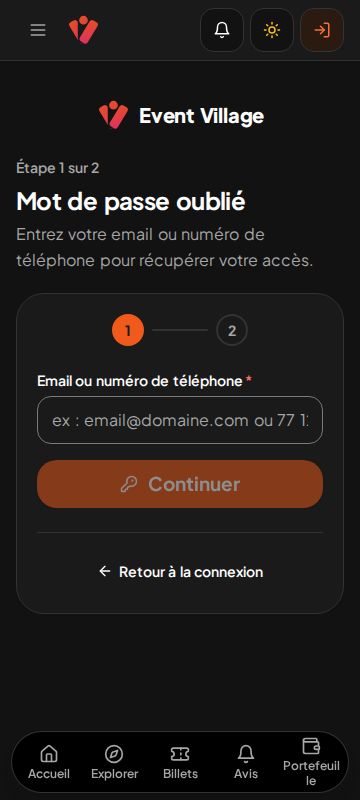 Event Village
Étape 1 sur 2
Mot de passe oublié
Entrez votre email ou numéro de
téléphone pour récupérer votre accès.
1
2
Email ou numéro de téléphone *
ex : email@domaine.com ou 77 1
Continuer
Retour à la connexion
Accueil
Explorer
Billets
Avis
Portefeuil
le